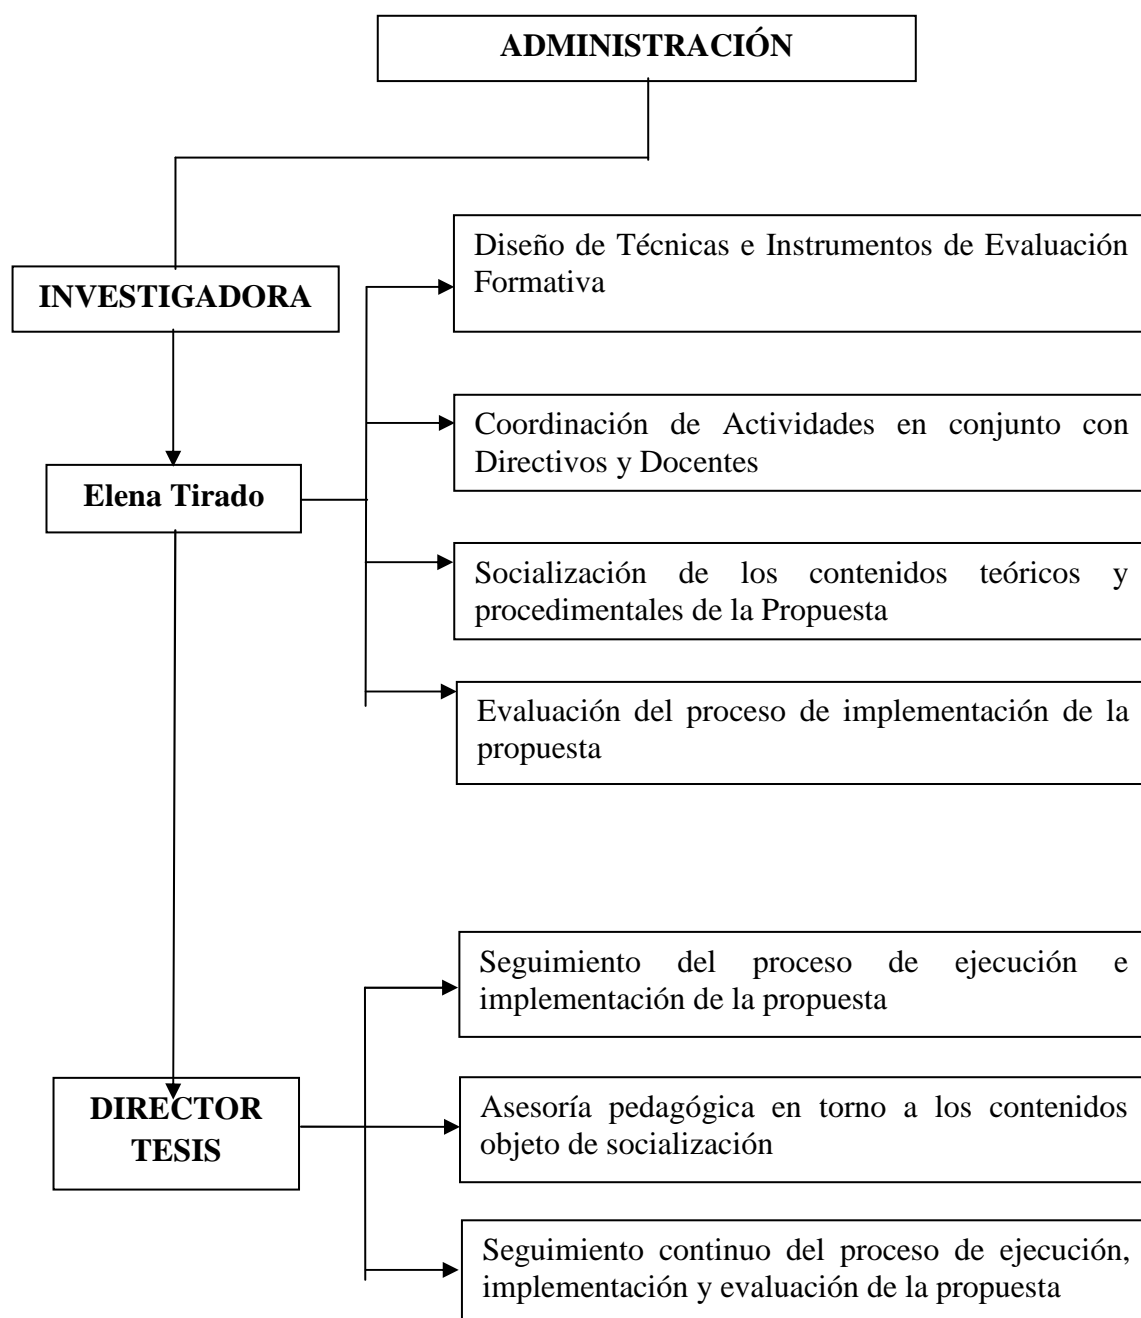 ADMINISTRACIÓN
INVESTIGADORA
Elena Tirado
Diseño de Técnicas e Instrumentos de Evaluación
Formativa
Coordinación de Actividades en conjunto con
Directivos y Docentes
Socialización de los contenidos teóricos y
procedimentales de la Propuesta
Evaluación del proceso de implementación de la
propuesta
DIRECTOR
TESIS
Seguimiento del proceso de ejecución e
implementación de la propuesta
Asesoría pedagógica en torno a los contenidos
objeto de socialización
Seguimiento continuo del proceso de ejecución,
implementación y evaluación de la propuesta